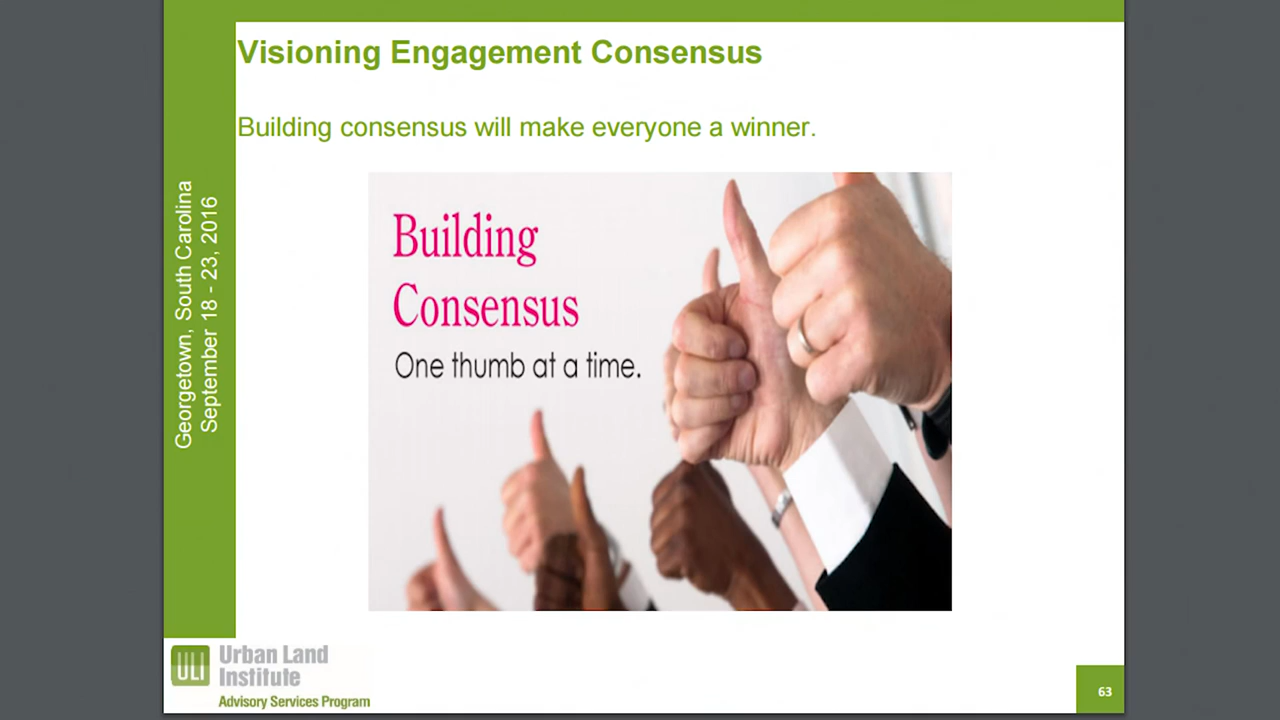 Visioning Engagement Consensus
Building consensus will make everyone a winner.
Georgetown, South Carolina
September 18 - 23, 2016
Building
Consensus
One thumb at a time.
ULI
Urban Land
Institute
Advisory Services Program
63